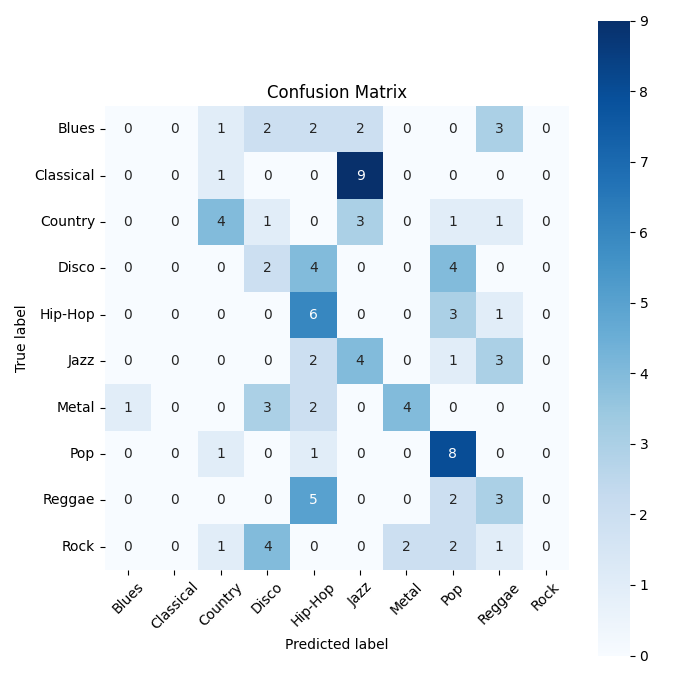 Confusion Matrix
True label
Blues 0 0 1 2 2 2 0 0 3 0
Classical 0 0 1 0 0 9 0 0 0 0
Country 0 0 4 1 0 3 0 1 1 0
Disco 0 0 0 2 4 0 0 4 0 0
Hip-Hop 0 0 0 0 6 0 0 3 1 0
Jazz 0 0 0 0 2 4 0 1 3 0
Metal 1 0 0 3 2 0 4 0 0 0
Pop 0 0 1 0 1 0 0 8 0 0
Reggae 0 0 0 0 5 0 0 2 3 0
Rock 0 0 1 4 0 0 2 2 1 0
Blues Classical Country Disco Hip-Hop Jazz Metal Pop Reggae Rock
Predicted label
9
8
7
6
5
4
3
2
1
0